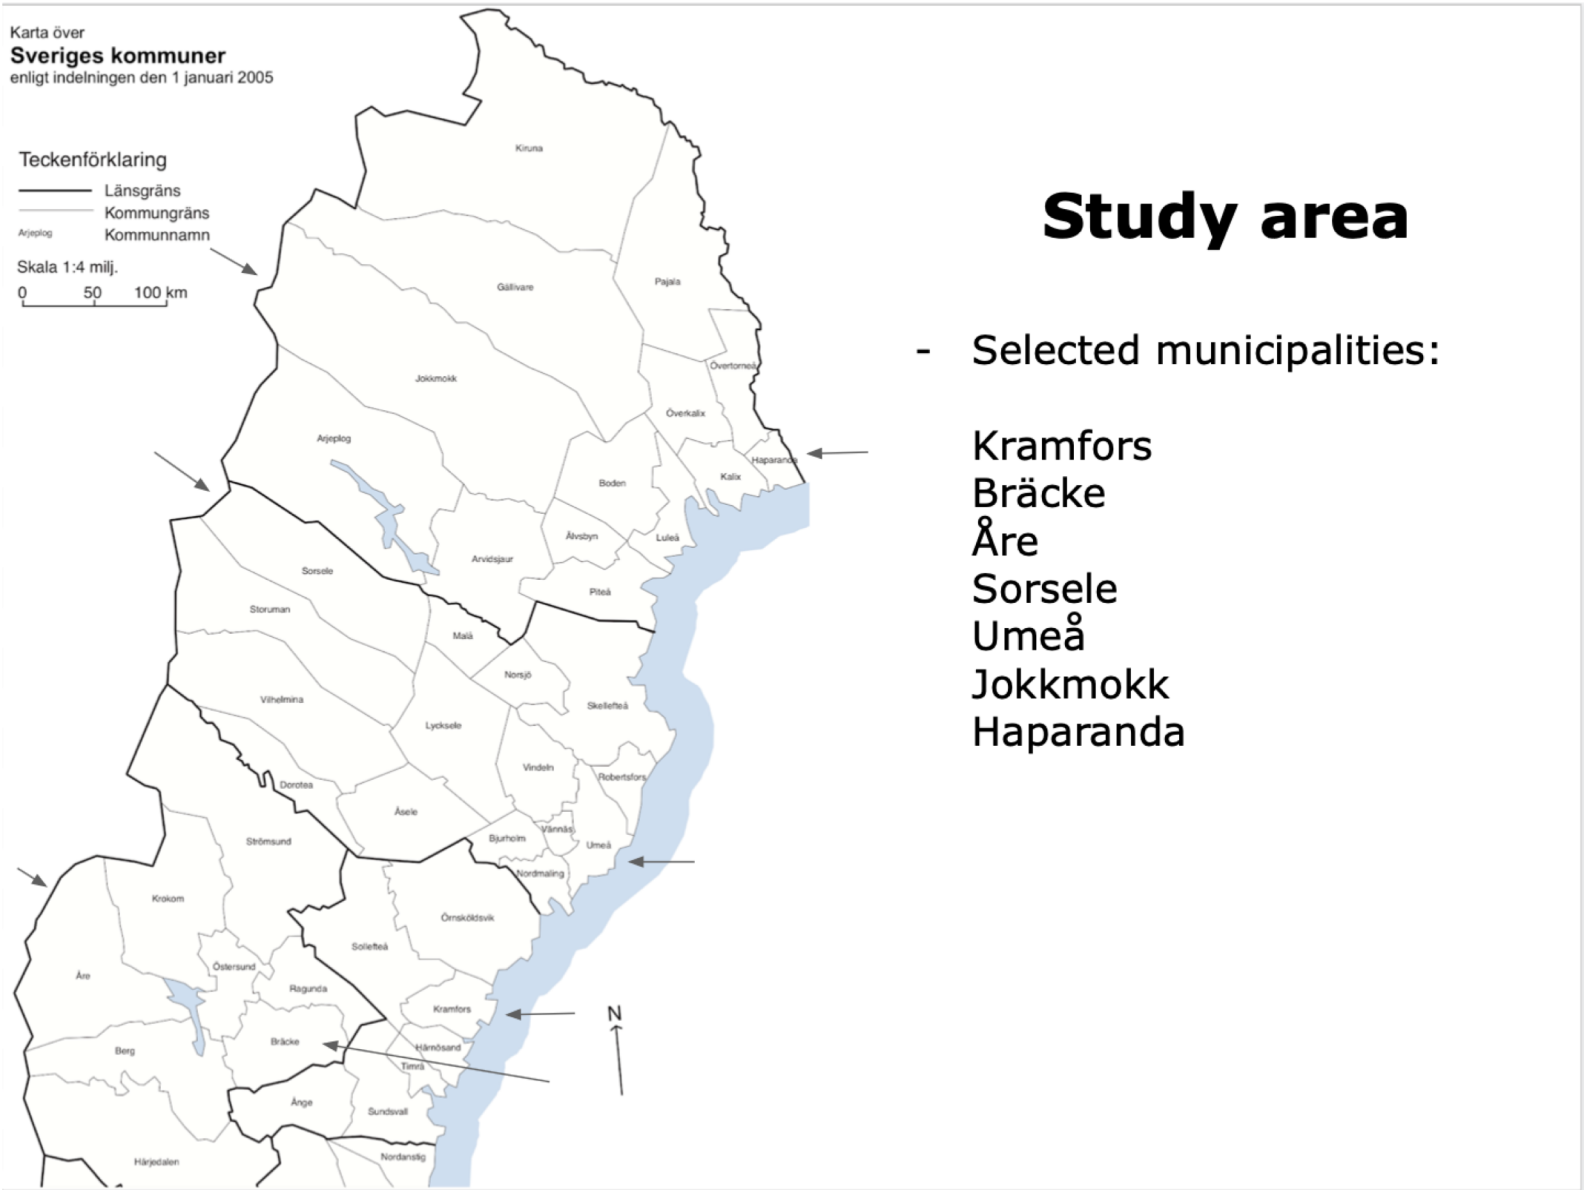 Karta över
Sveriges kommuner
enligt indelningen den 1 januari 2005
Teckenförklaring
Länsgräns
Kommungräns
Arjeplog Kommunnamn
Skala 1:4 milj.
0 50 100 km
Kiruna
Gällivare
Pajala
Jokkmokk
Övertorneå
Överkalix
Arjeplog
Haparanda
Boden
Kalix
Älvsbyn
Luleå
Arvidsjaur
Piteå
Sorsele
Storuman
Malå
Norsjö
Skellefteå
Vilhelmina
Lycksele
Vindeln
Robertsfors
Dorotea
Åsele
Vännäs
Bjurholm
Umeå
Strömsund
Nordmaling
Krokom
Örnsköldsvik
Sollefteå
Östersund
Åre
Ragunda
Kramfors
N
Bräcke
Härnösand
Berg
Timrå
Ånge
Sundsvall
Nordanstig
Härjedalen
Study area
- Selected municipalities:
Kramfors
Bräcke
Åre
Sorsele
Umeå
Jokkmokk
Haparanda